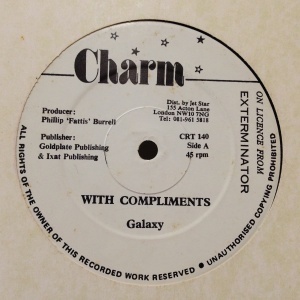 Charm
Producer :
Phillip 'Fattis' Burrell
Publisher :
Goldplate Publishing
& Ixat Publishing
Dist. by Jet Star
155 Acton Lane
London NW10 7NG
Tel : 081-961 5818
CRT 140
Side A
45 rpm
ON LICENCE FROM
EXTERMINATOR
WITH COMPLIMENTS
Galaxy
ALL RIGHTS OF THE OWNER OF THIS RECORDED WORK RESERVED • UNAUTHORISED COPYING PROHIBITED